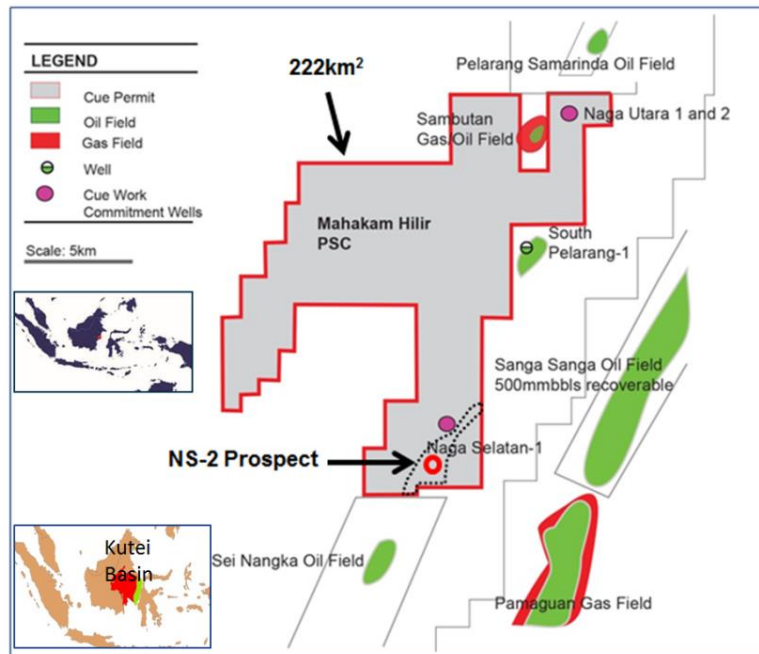 LEGEND
Cue Permit
Oil Field
Gas Field
Well
Cue Work
Commitment Wells
Scale: 5km
222km²
Pelarang Samarinda Oil Field
Sambutan
Gas/Oil Field
Naga Utara 1 and 2
Mahakam Hilir
PSC
South
Pelarang-1
Sanga Sanga Oil Field
500mmbbls recoverable
Naga Selatan-1
NS-2 Prospect
Kutei
Basin
Sei Nangka Oil Field
Pamaguan Gas Field